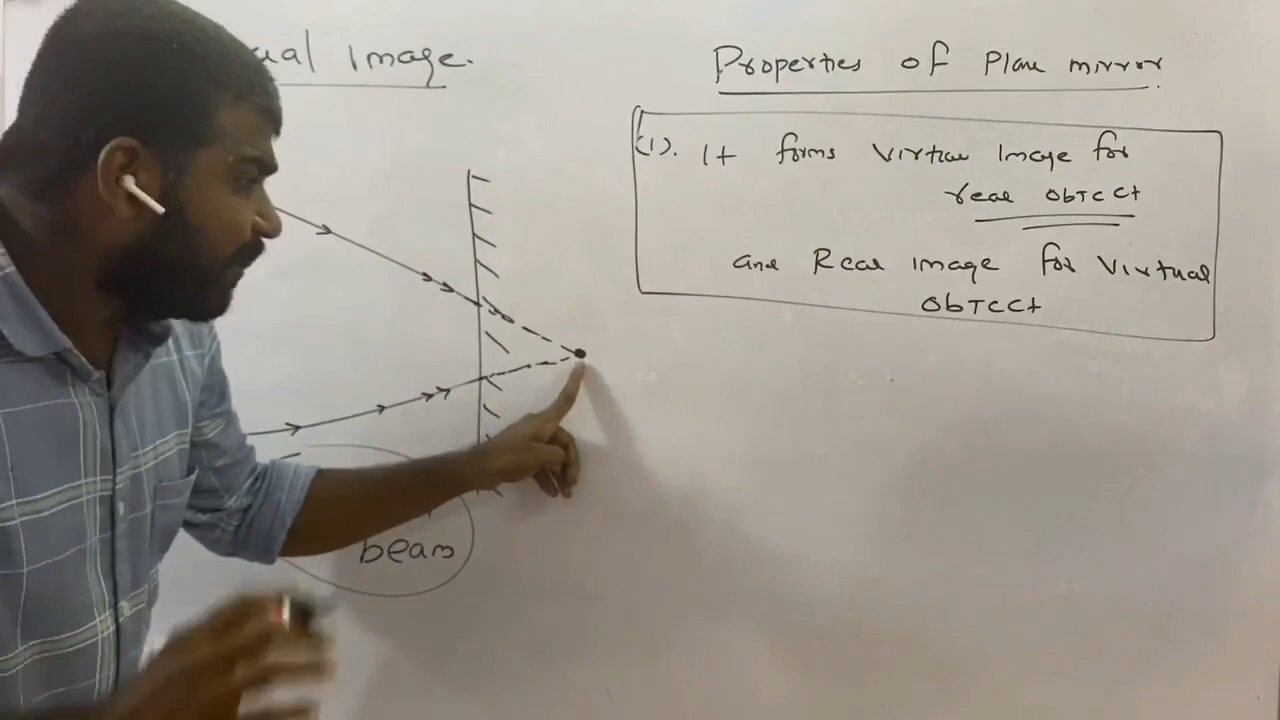 ual Image.
Properties of Plane mirror
(1). It forms Virtual Image for
real Object
and Real image for Virtual
Object
beam